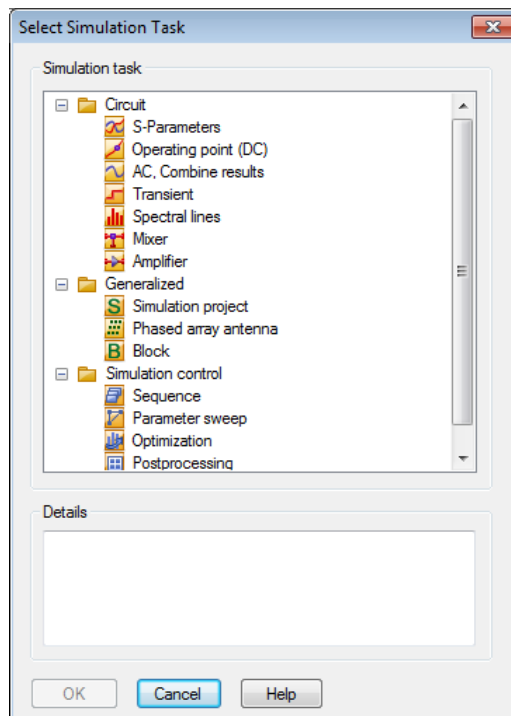 Select Simulation Task
Simulation task
Circuit
S-Parameters
Operating point (DC)
AC, Combine results
Transient
Spectral lines
Mixer
Amplifier
Generalized
S Simulation project
Phased array antenna
B Block
Simulation control
Sequence
Parameter sweep
Optimization
Postprocessing
Details
OK Cancel Help